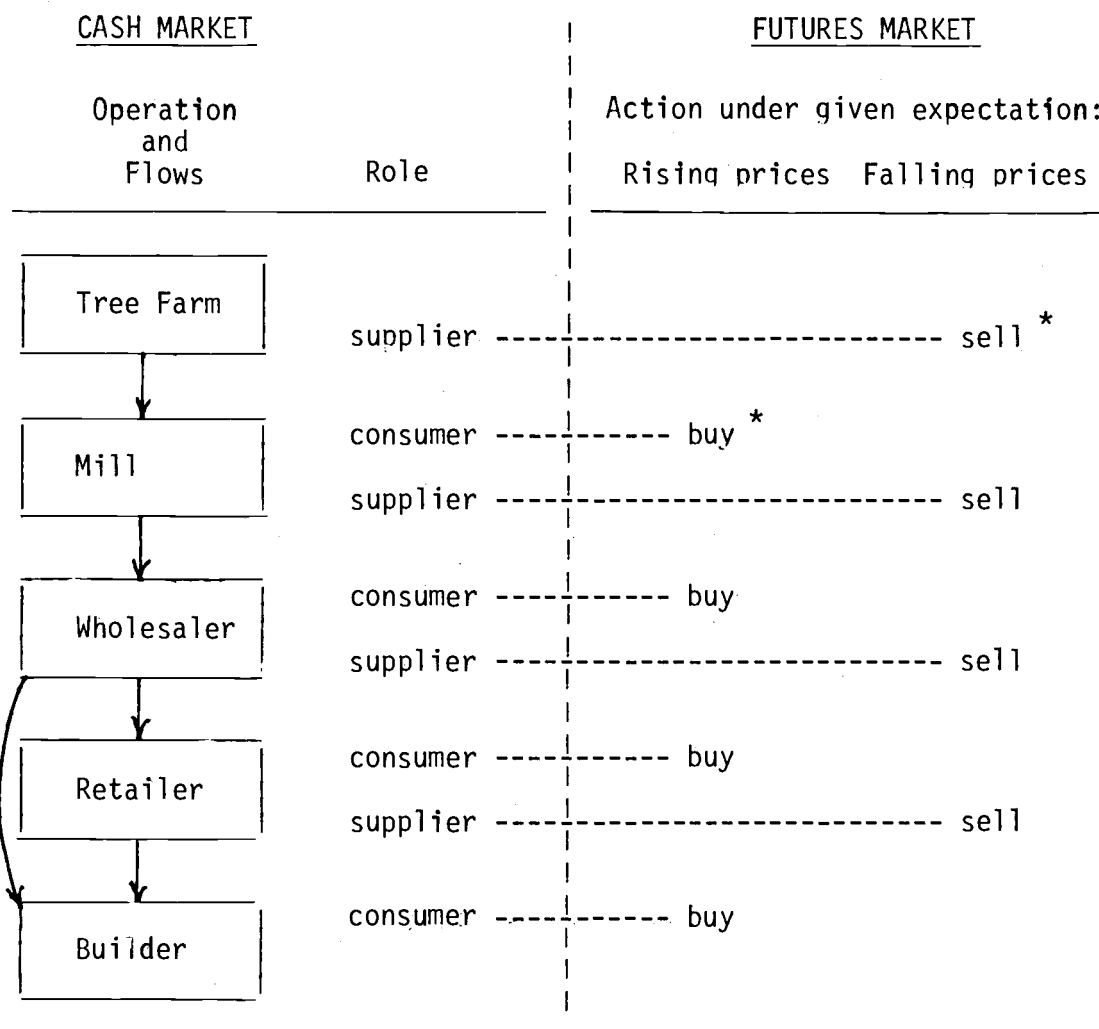 CASH MARKET
FUTURES MARKET
Operation
and
Flows
Role
Action under given expectation:
Rising prices Falling prices
Tree Farm
supplier ---------------------------- sell *
consumer ----------- buy *
Mill
supplier ---------------------------- sell
consumer ----------- buy
Wholesaler
supplier ---------------------------- sell
consumer ----------- buy
Retailer
supplier ---------------------------- sell
consumer ----------- buy
Builder